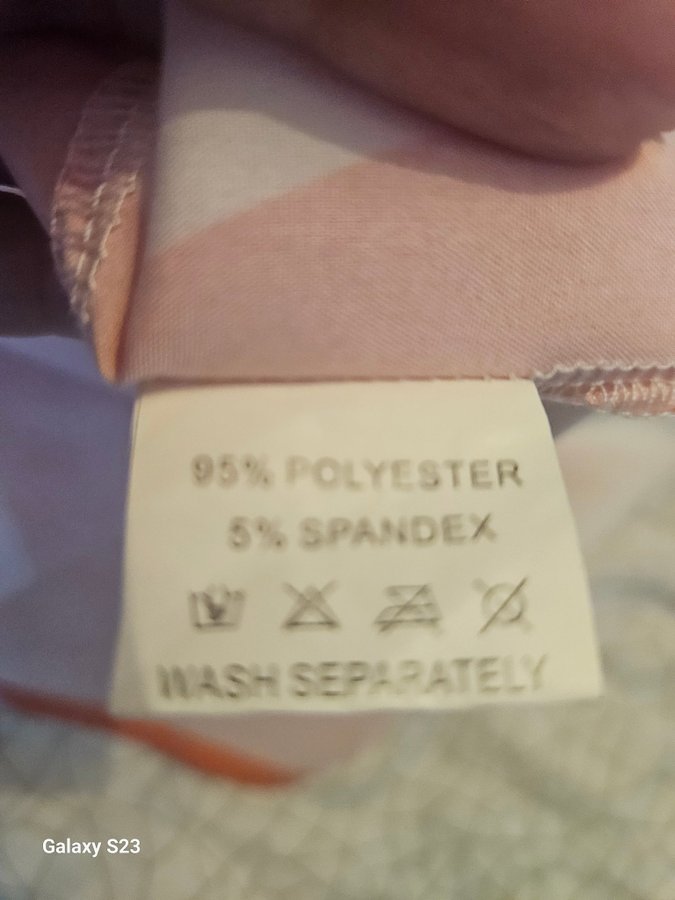 95% POLYESTER
5% SPANDEX
WASH SEPARATELY
Galaxy S23